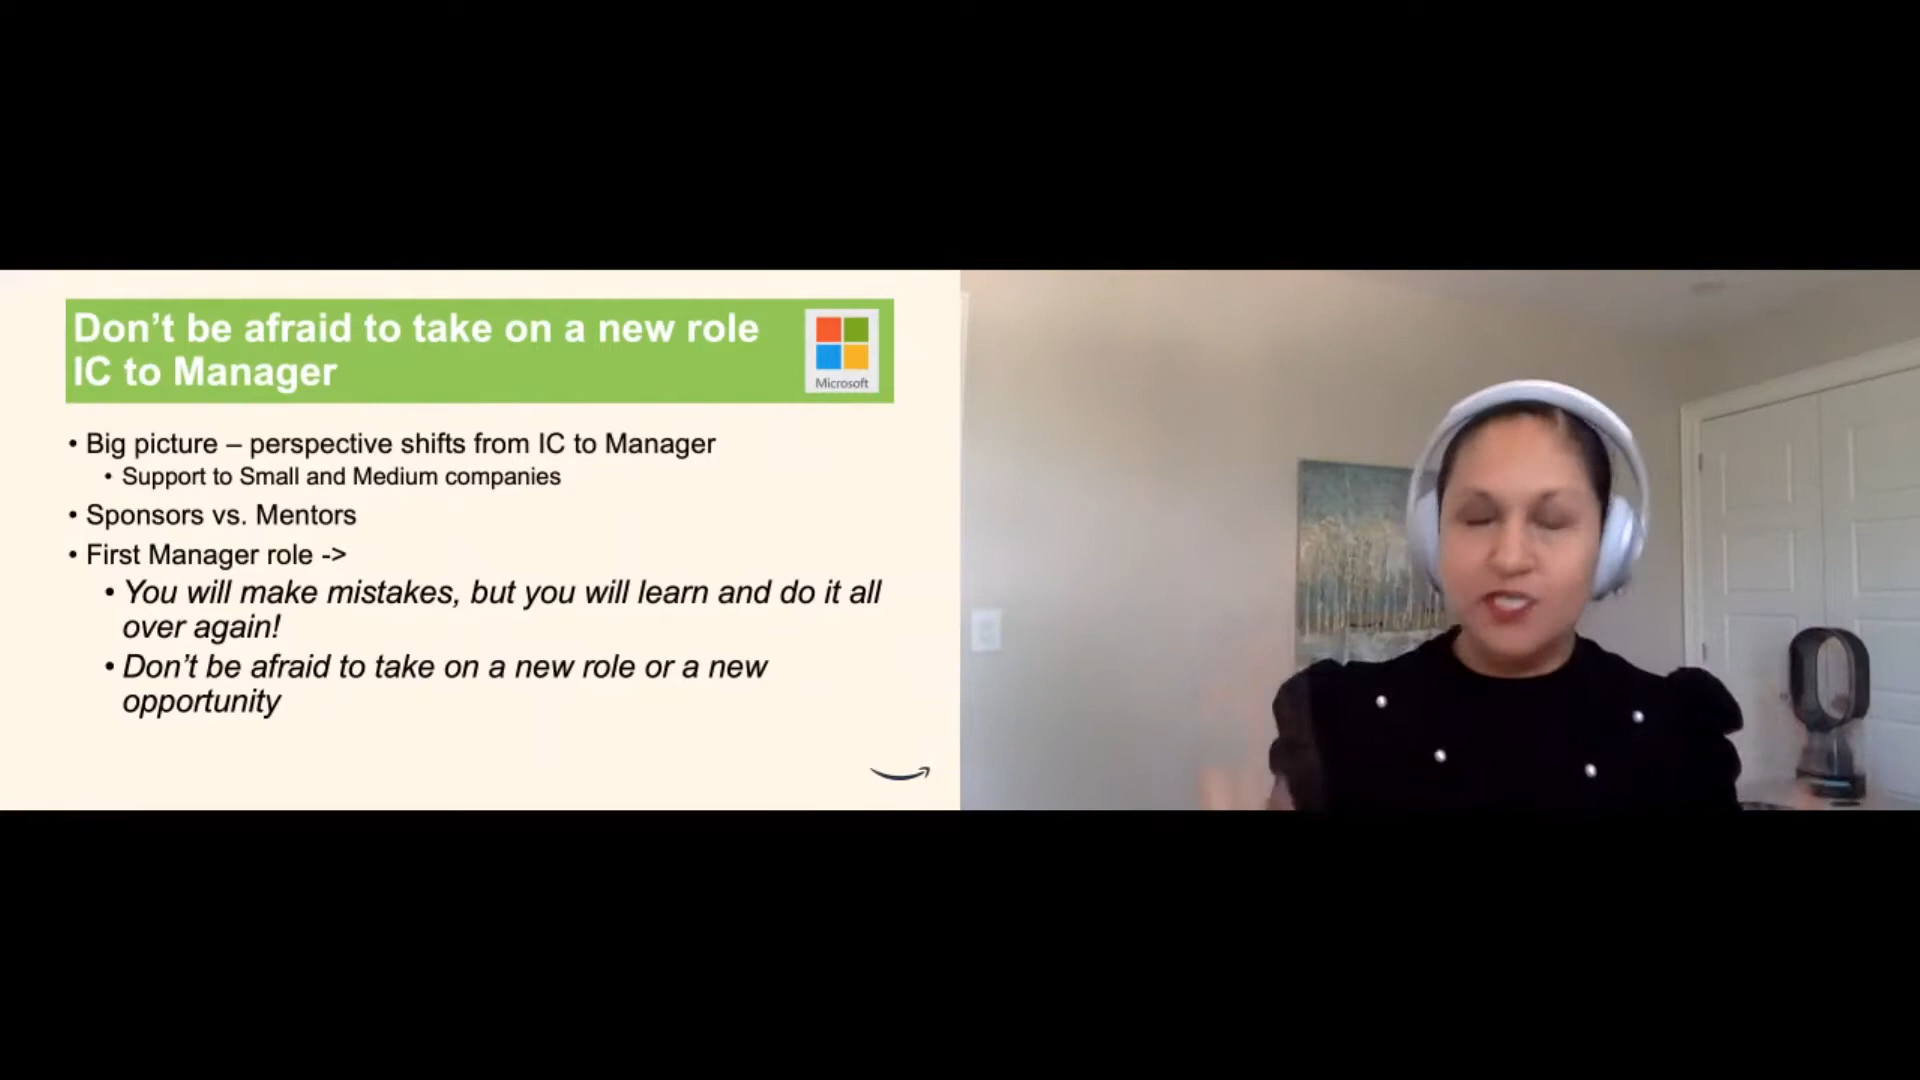 Don’t be afraid to take on a new role
IC to Manager
Microsoft
• Big picture – perspective shifts from IC to Manager
• Support to Small and Medium companies
• Sponsors vs. Mentors
• First Manager role ->
• You will make mistakes, but you will learn and do it all
over again!
• Don’t be afraid to take on a new role or a new
opportunity